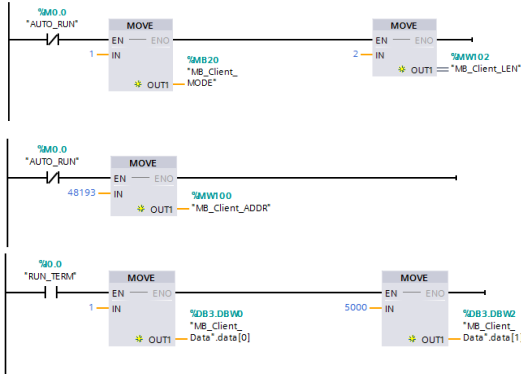 %M0.0
"AUTO_RUN"
MOVE
EN ENO
1 IN
%MB20
"MB_Client_
MODE"
OUT1
MOVE
EN ENO
2 IN
%MW102
OUT1 "MB_Client_LEN"
%M0.0
"AUTO_RUN"
MOVE
EN ENO
48193 IN
%MW100
OUT1 "MB_Client_ADDR"
%I0.0
"RUN_TERM"
MOVE
EN ENO
1 IN
%DB3.DBW0
"MB_Client_
OUT1 Data".data[0]
MOVE
EN ENO
5000 IN
%DB3.DBW2
"MB_Client_
OUT1 Data".data[1]